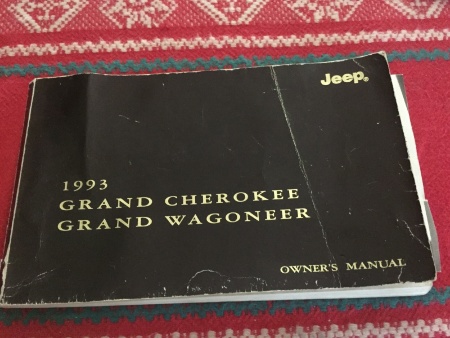 Jeep®
1993
GRAND CHEROKEE
GRAND WAGONEER
OWNER'S MANUAL